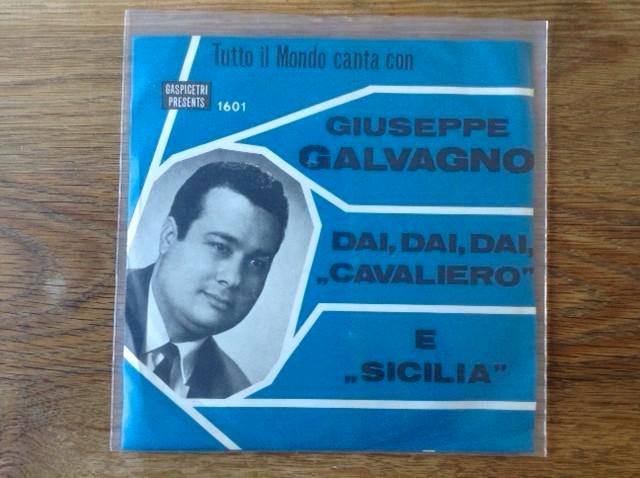 Tutto il Mondo canta con
GASPICETRI
PRESENTS
1601
GIUSEPPE
GALVAGNO
DAI, DAI, DAI,
„CAVALIERO”
E
„SICILIA”